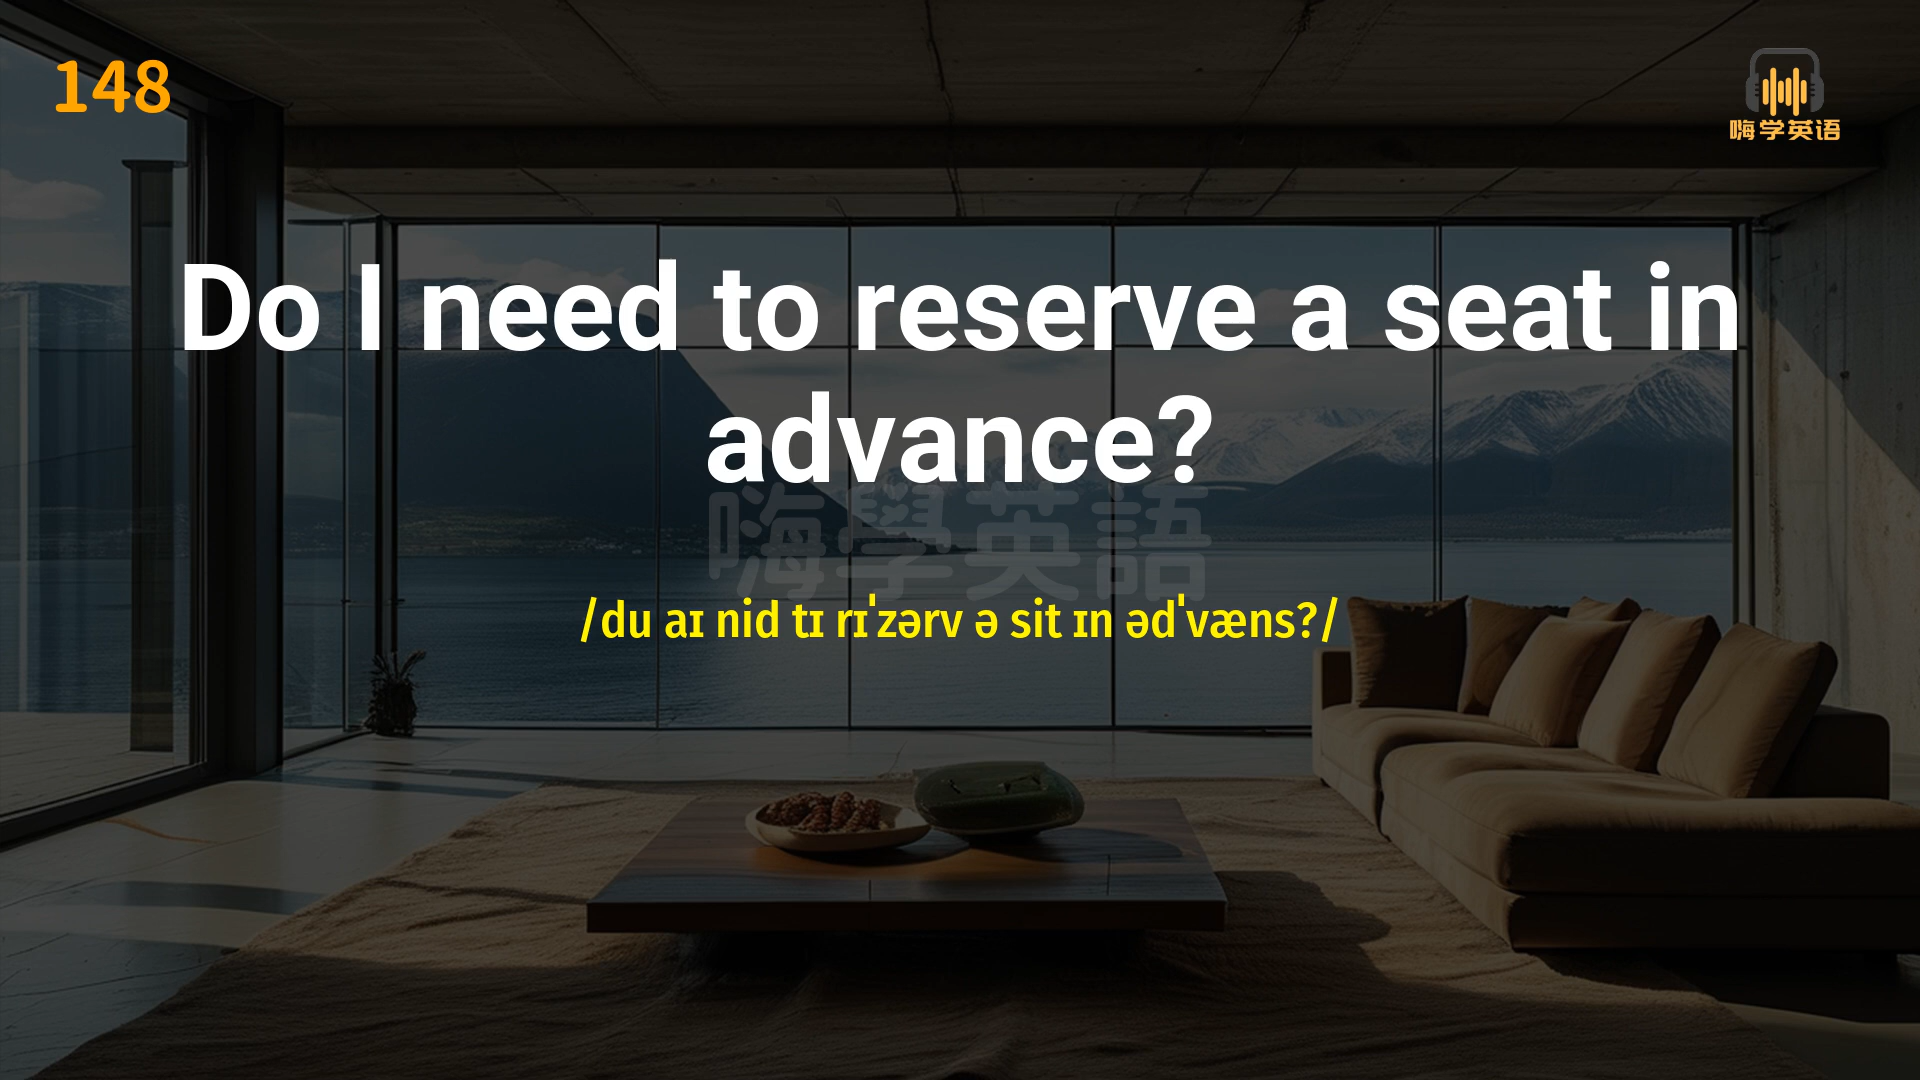 148
嗨学英语
Do I need to reserve a seat in
advance?
嗨學英語
/du aɪ nid tɪ rɪˈzərv ə sit ɪn ədˈvæns?/